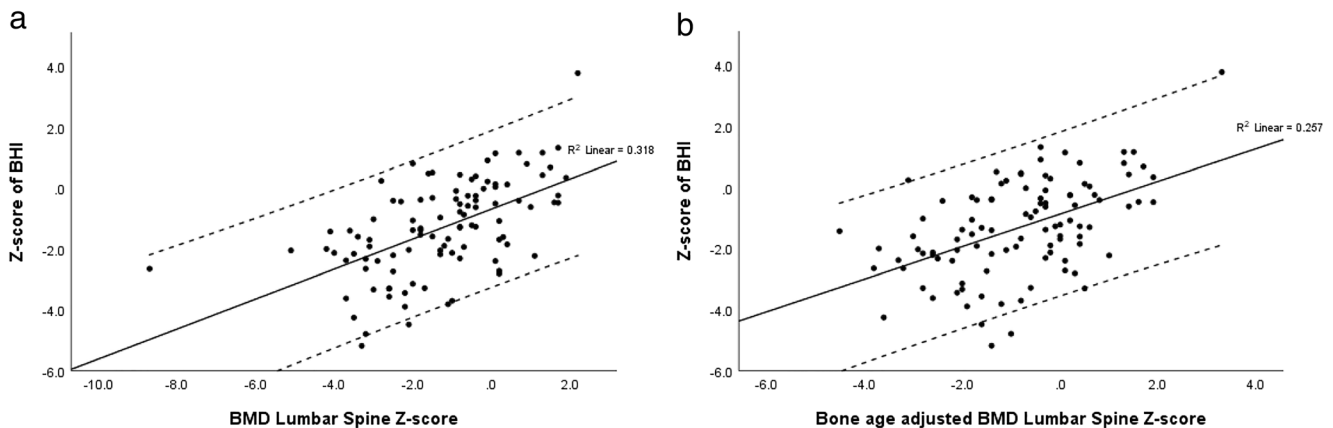 a
Z-score of BHI
4.0
2.0
.0
-2.0
-4.0
-6.0
R² Linear = 0.318
-10.0 -8.0 -6.0 -4.0 -2.0 .0 2.0
BMD Lumbar Spine Z-score
b
Z-score of BHI
4.0
2.0
.0
-2.0
-4.0
-6.0
R² Linear = 0.257
-6.0 -4.0 -2.0 .0 2.0 4.0
Bone age adjusted BMD Lumbar Spine Z-score